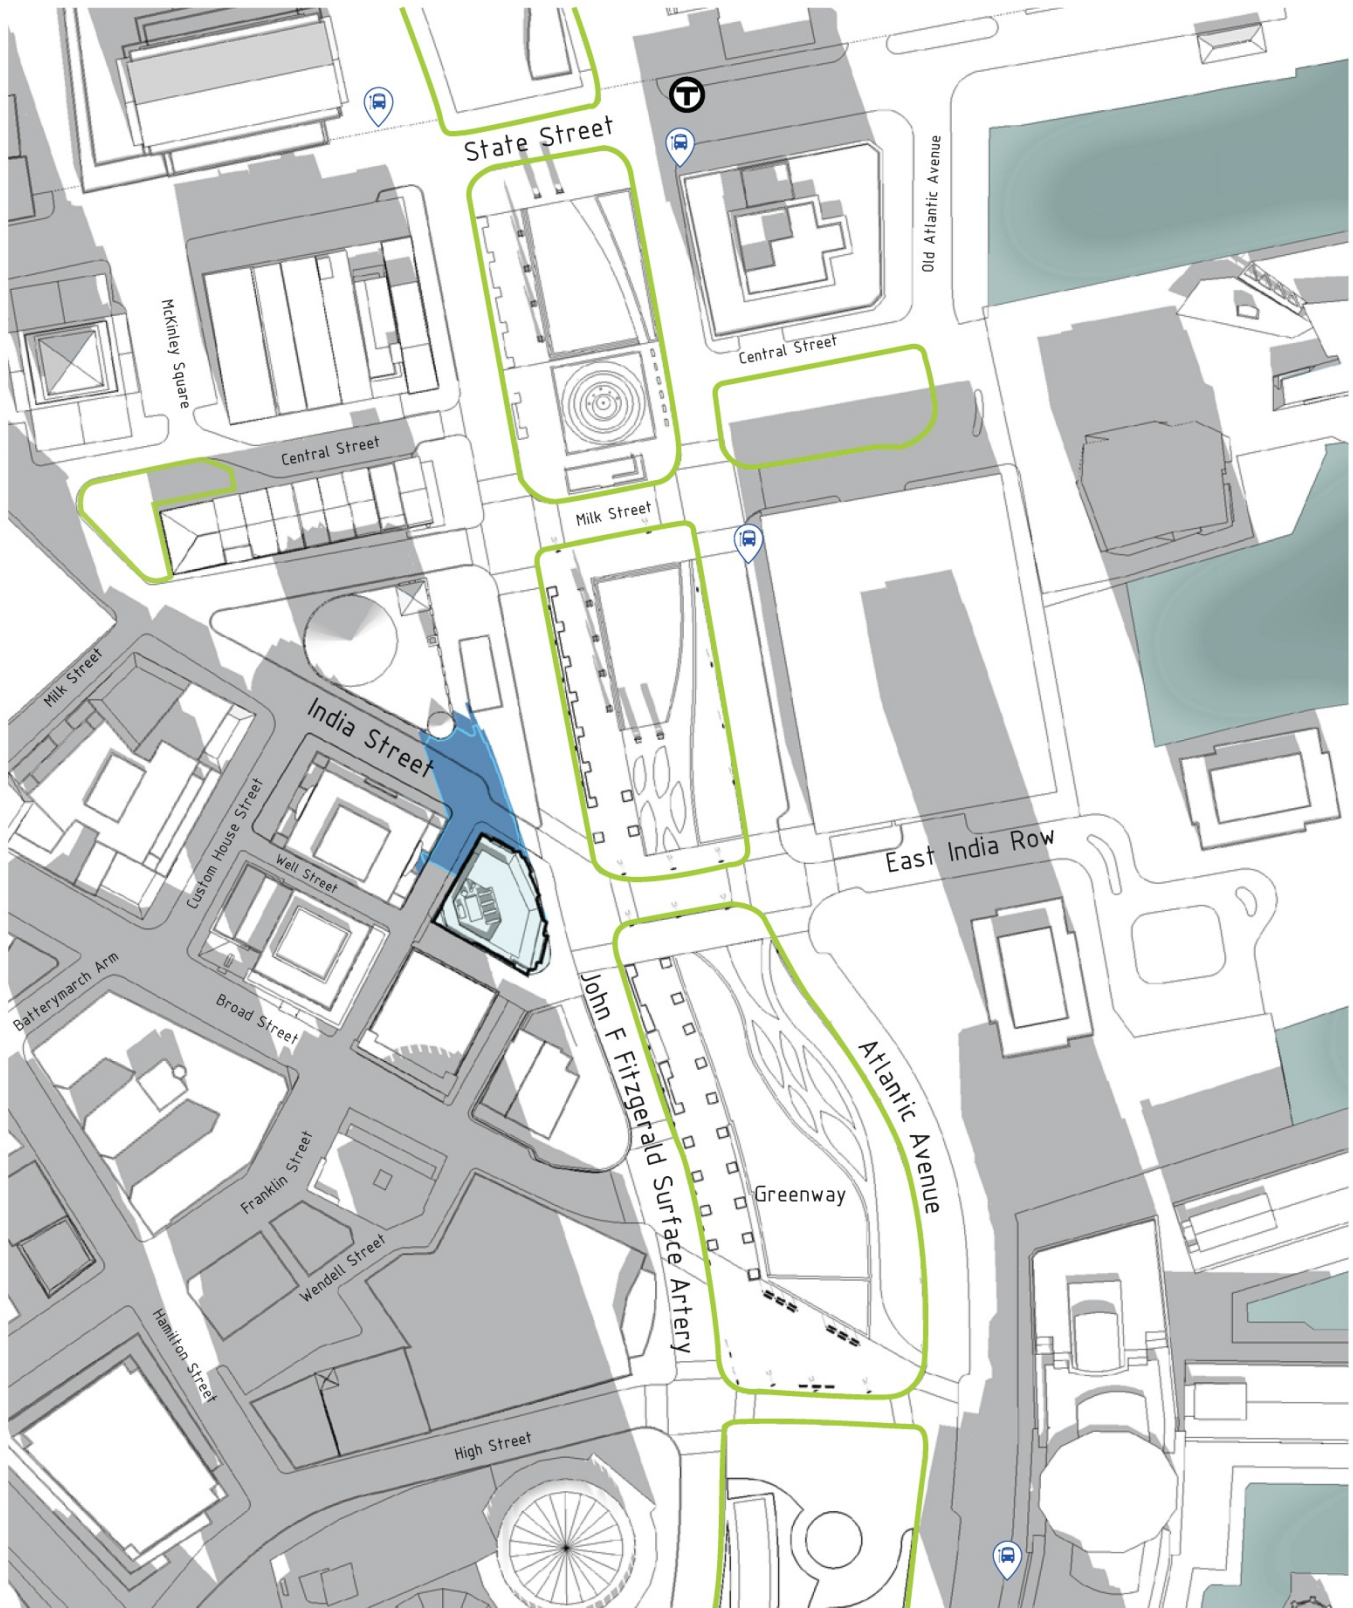 T
State Street
Old Atlantic Avenue
McKinley Square
Central Street
Central Street
Milk Street
Milk Street
India Street
Custom House Street
Well Street
East India Row
Batterymarch Arm
Broad Street
John F Fitzgerald Surface Artery
Atlantic Avenue
Franklin Street
Greenway
Wendell Street
Hamilton Street
High Street